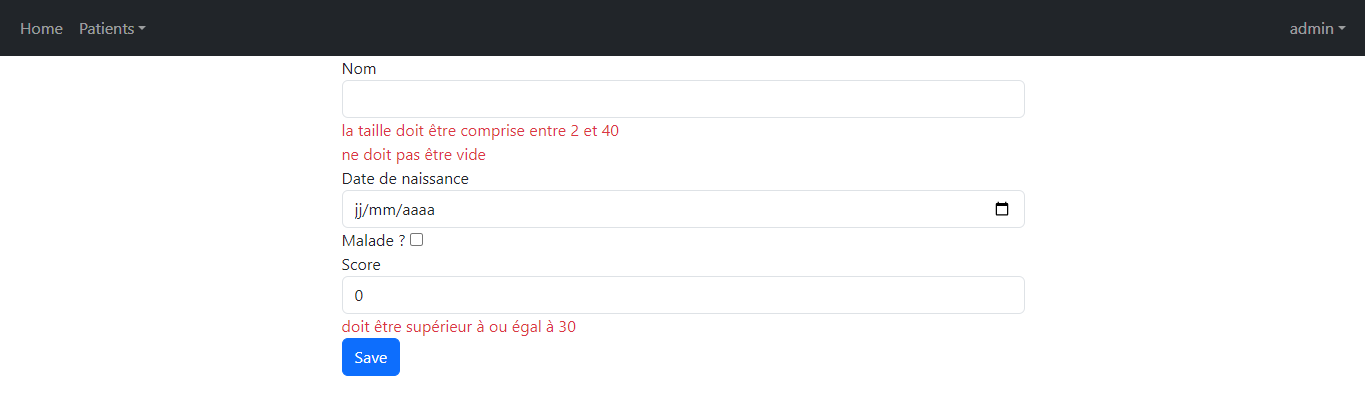 Home Patients admin
Nom
la taille doit être comprise entre 2 et 40
ne doit pas être vide
Date de naissance
jj/mm/aaaa
Malade ?
Score
0
doit être supérieur à ou égal à 30
Save